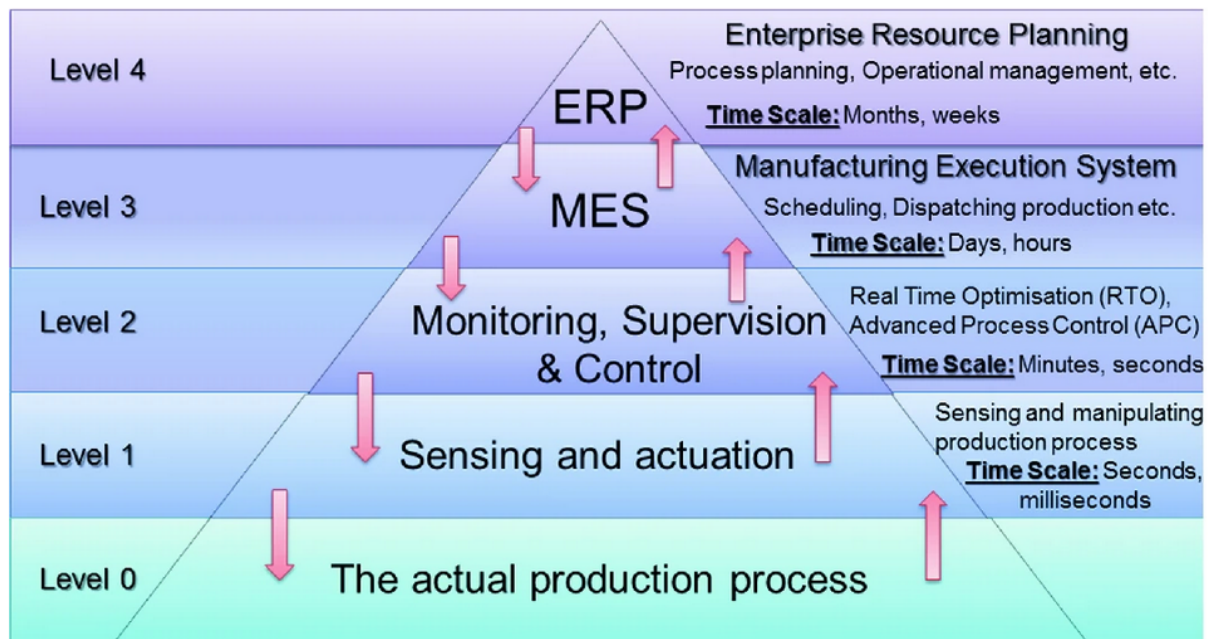 Level 4
ERP
Enterprise Resource Planning
Process planning, Operational management, etc.
Time Scale: Months, weeks
Level 3
MES
Manufacturing Execution System
Scheduling, Dispatching production etc.
Time Scale: Days, hours
Level 2
Monitoring, Supervision
& Control
Real Time Optimisation (RTO),
Advanced Process Control (APC)
Time Scale: Minutes, seconds
Level 1
Sensing and actuation
Sensing and manipulating
production process
Time Scale: Seconds,
milliseconds
Level 0
The actual production process